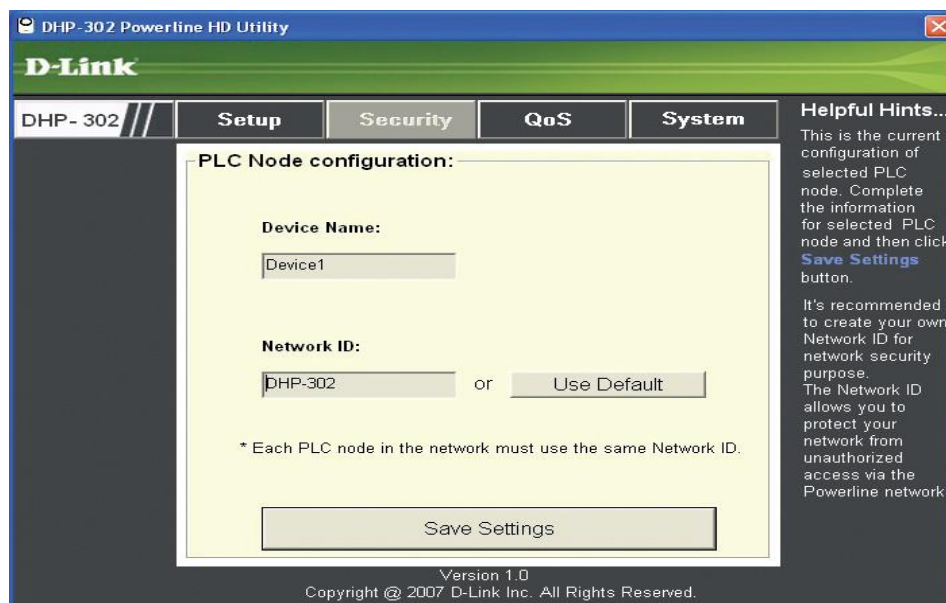 DHP-302 Powerline HD Utility
D-Link
DHP- 302
Setup
Security
QoS
System
PLC Node configuration:
Device Name:
Device1
Network ID:
DHP-302
or
Use Default
* Each PLC node in the network must use the same Network ID.
Save Settings
Helpful Hints...
This is the current
configuration of
selected PLC
node. Complete
the information
for selected PLC
node and then click
Save Settings
button.
It's recommended
to create your own
Network ID for
network security
purpose.
The Network ID
allows you to
protect your
network from
unauthorized
access via the
Powerline network
Version 1.0
Copyright @ 2007 D-Link Inc. All Rights Reserved.